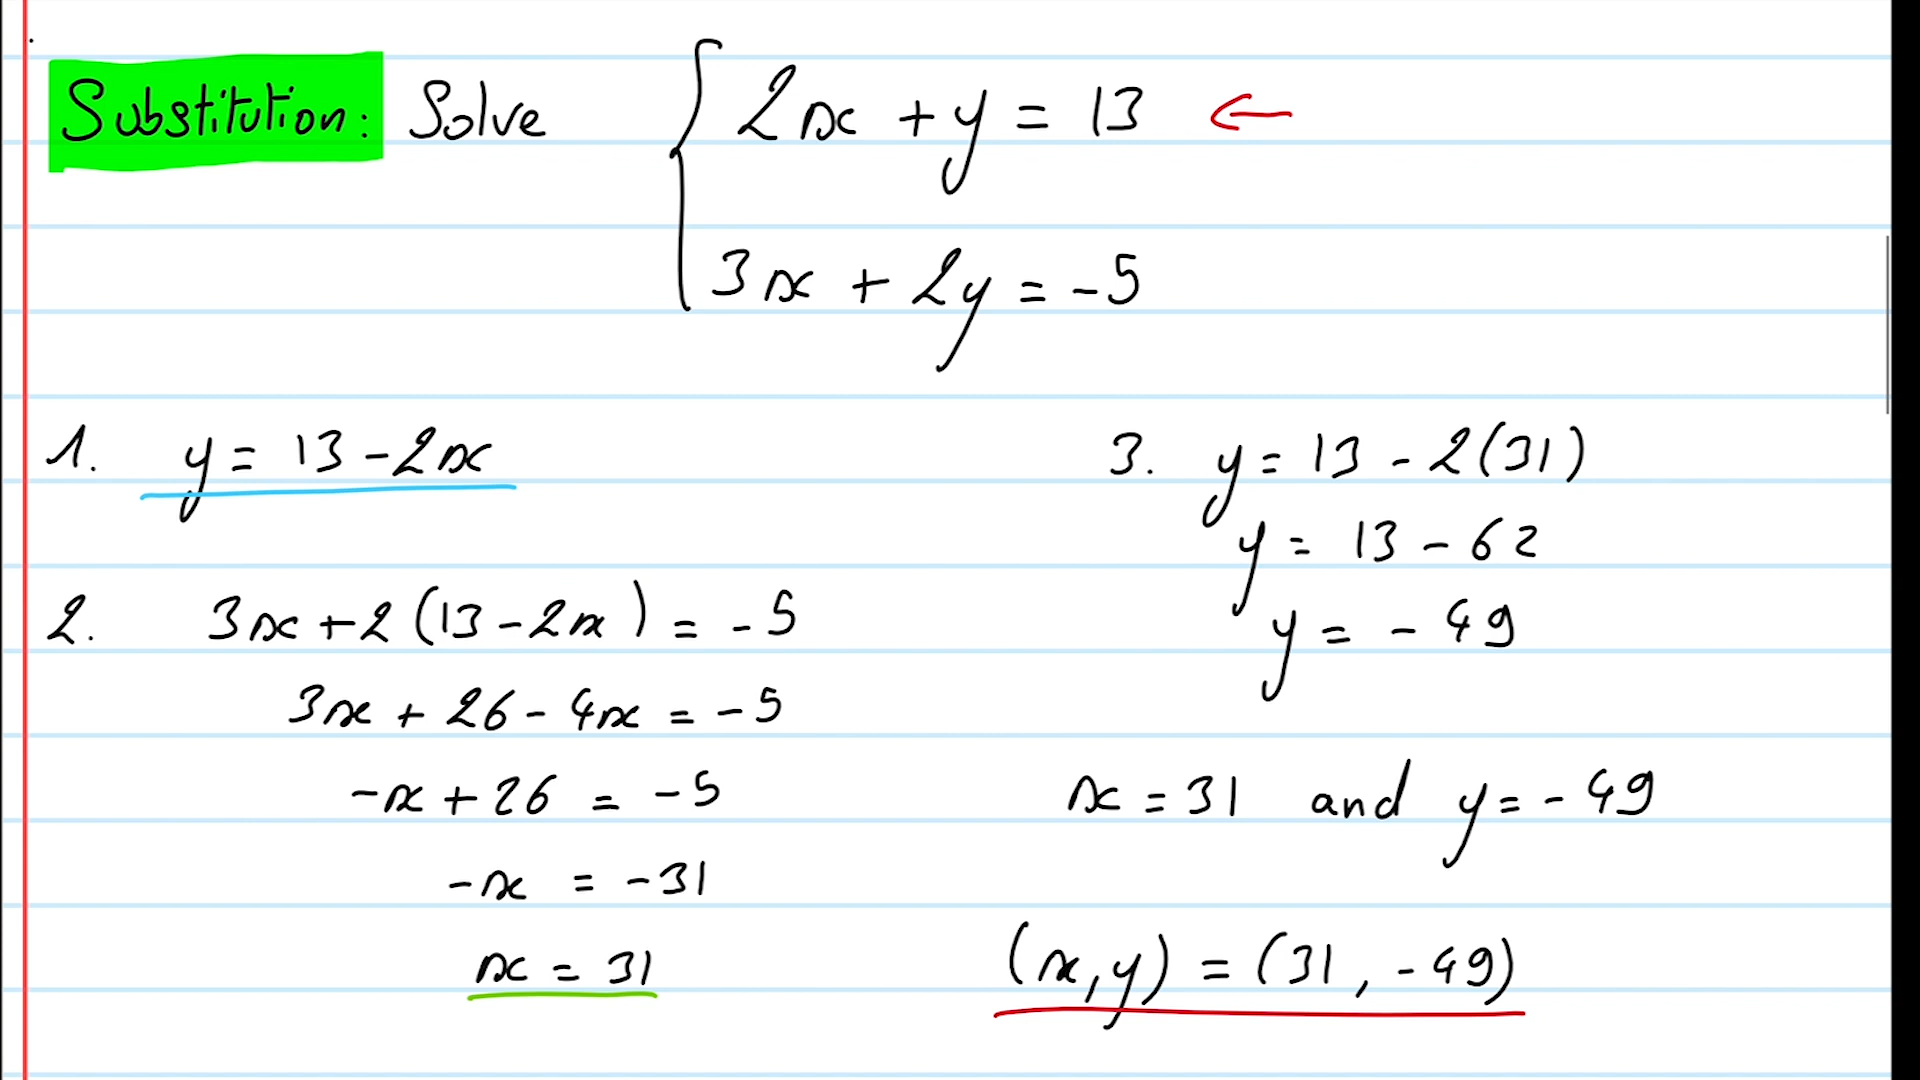 Substitution: Solve { 2x + y = 13 ←
3x + 2y = -5
1. y = 13 - 2x
2. 3x + 2 (13 - 2x) = -5
3x + 26 - 4x = -5
-x + 26 = -5
-x = -31
x = 31
3. y = 13 - 2(31)
y = 13 - 62
y = - 49
x = 31 and y = - 49
(x,y) = (31, -49)